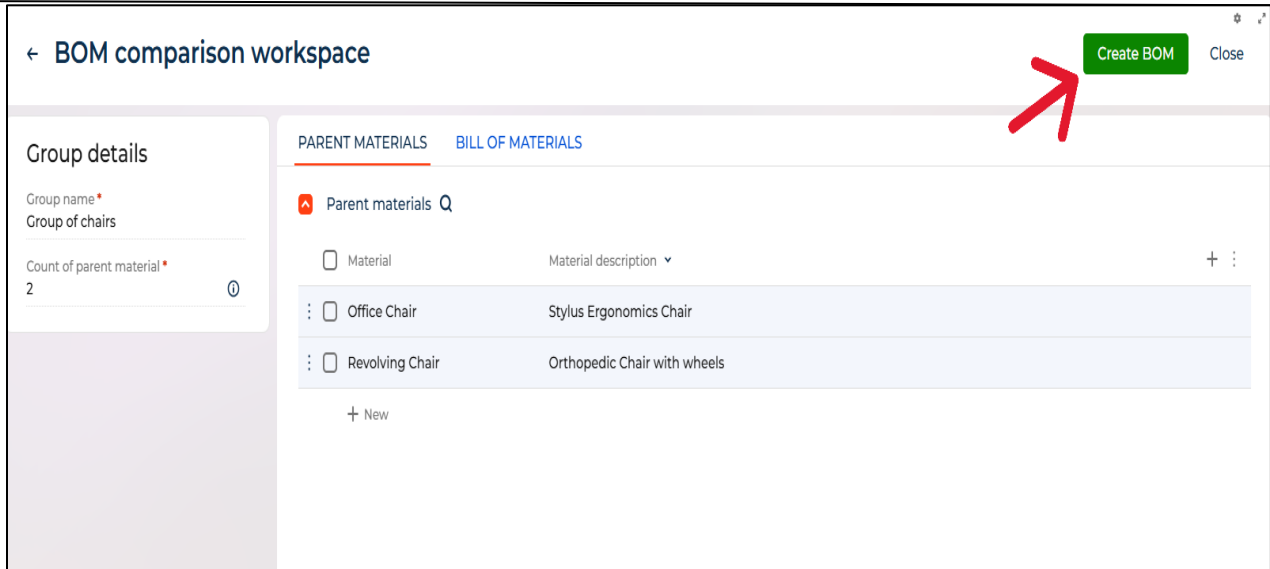 ← BOM comparison workspace
Create BOM
Close
Group details
Group name *
Group of chairs
Count of parent material *
2
PARENT MATERIALS
BILL OF MATERIALS
Parent materials
Material
Material description
Office Chair
Stylus Ergonomics Chair
Revolving Chair
Orthopedic Chair with wheels
+ New